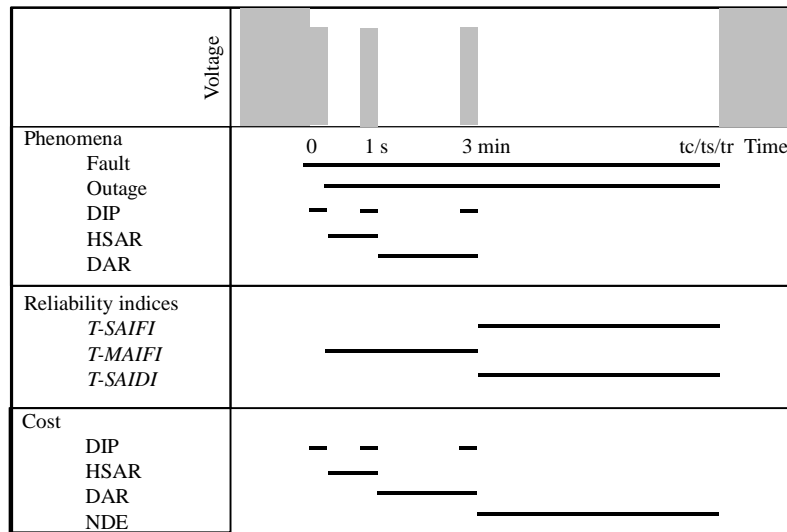 Voltage
Phenomena
0 1 s 3 min tc/ts/tr Time
Fault
Outage
DIP
HSAR
DAR
Reliability indices
T-SAIFI
T-MAIFI
T-SAIDI
Cost
DIP
HSAR
DAR
NDE